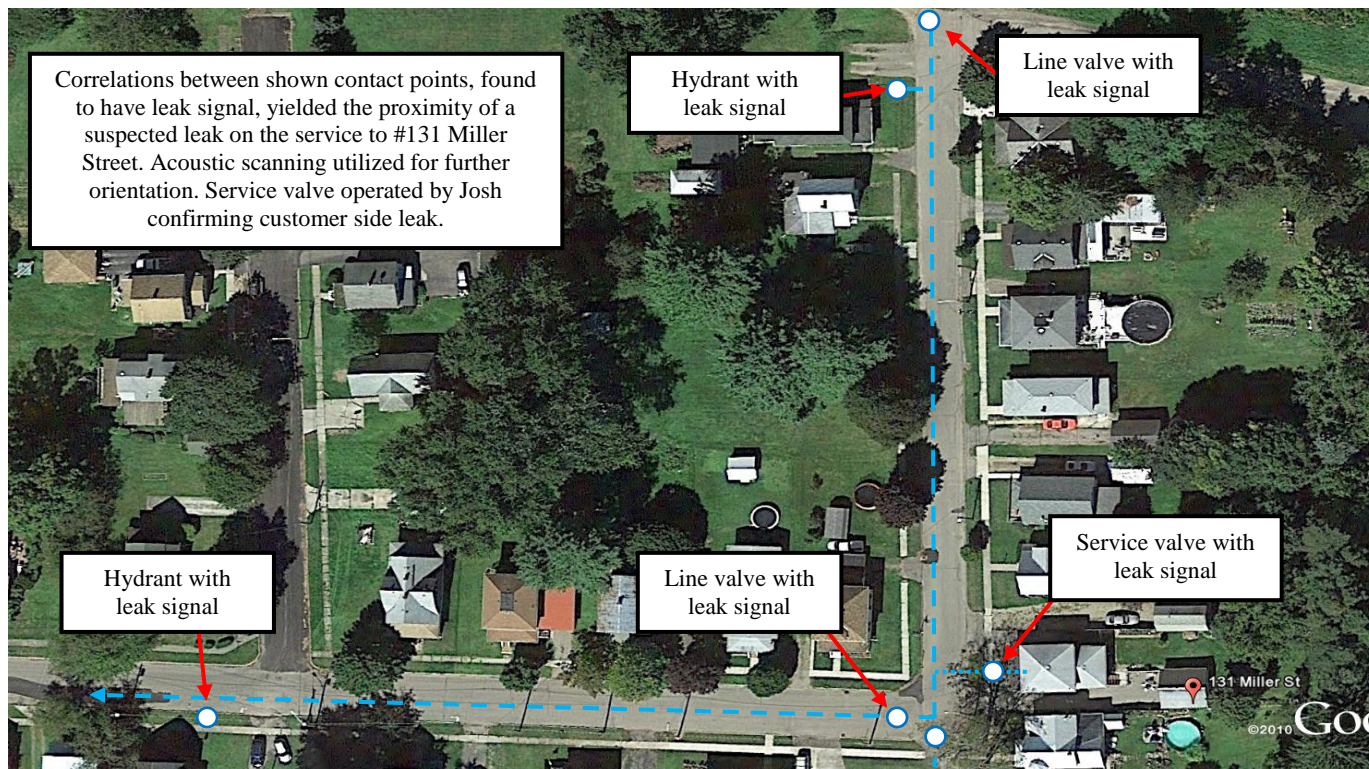 Correlations between shown contact points, found
to have leak signal, yielded the proximity of a
suspected leak on the service to #131 Miller
Street. Acoustic scanning utilized for further
orientation. Service valve operated by Josh
confirming customer side leak.
Hydrant with
leak signal
Line valve with
leak signal
Hydrant with
leak signal
Line valve with
leak signal
Service valve with
leak signal
131 Miller St
©2010 Goo